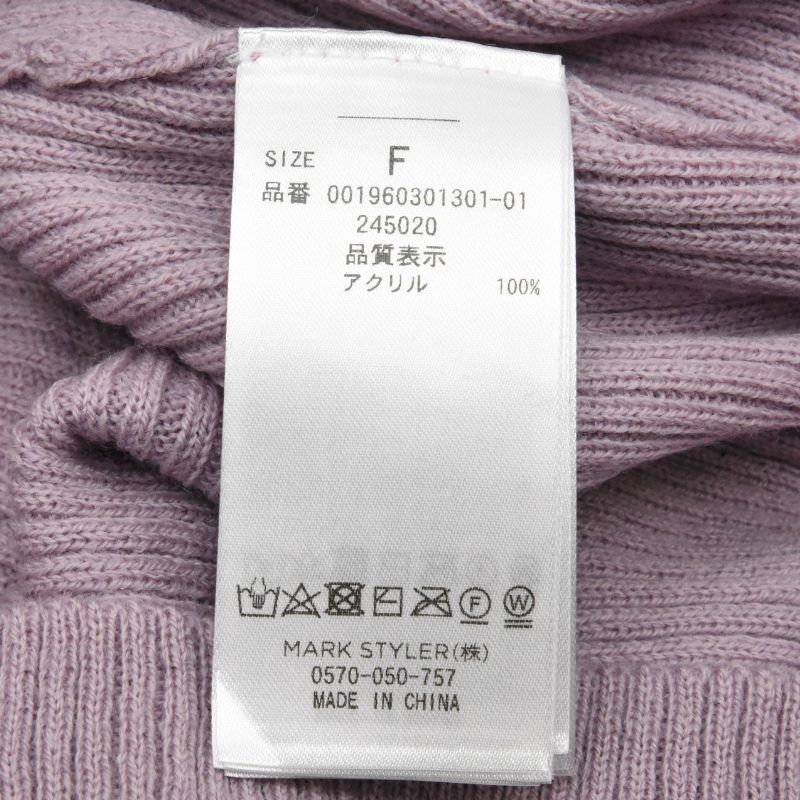 SIZE F
品番 001960301301-01
245020
品質表示
アクリル 100%
F W
MARK STYLER(株)
0570-050-757
MADE IN CHINA